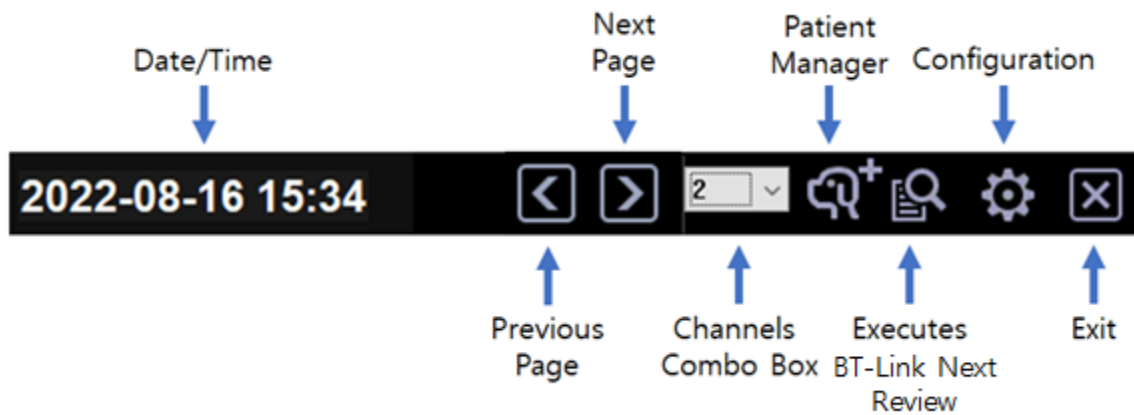 Next
Page
Patient
Manager
Date/Time
Configuration
2022-08-16 15:34
2
Previous
Page
Channels
Combo Box
Executes
BT-Link Next
Review
Exit